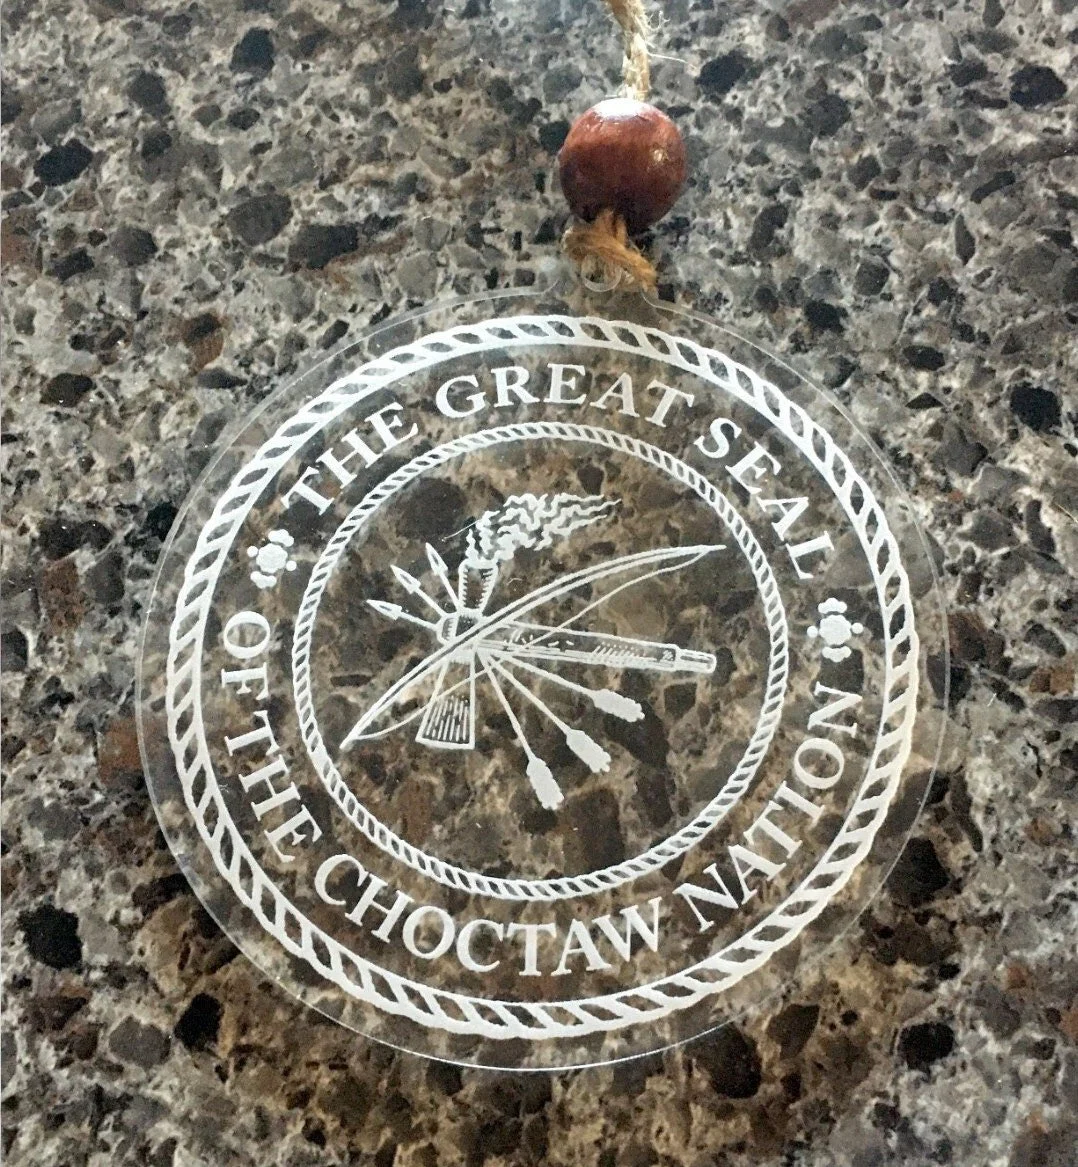 THE GREAT SEAL
OF THE CHOCTAW NATION